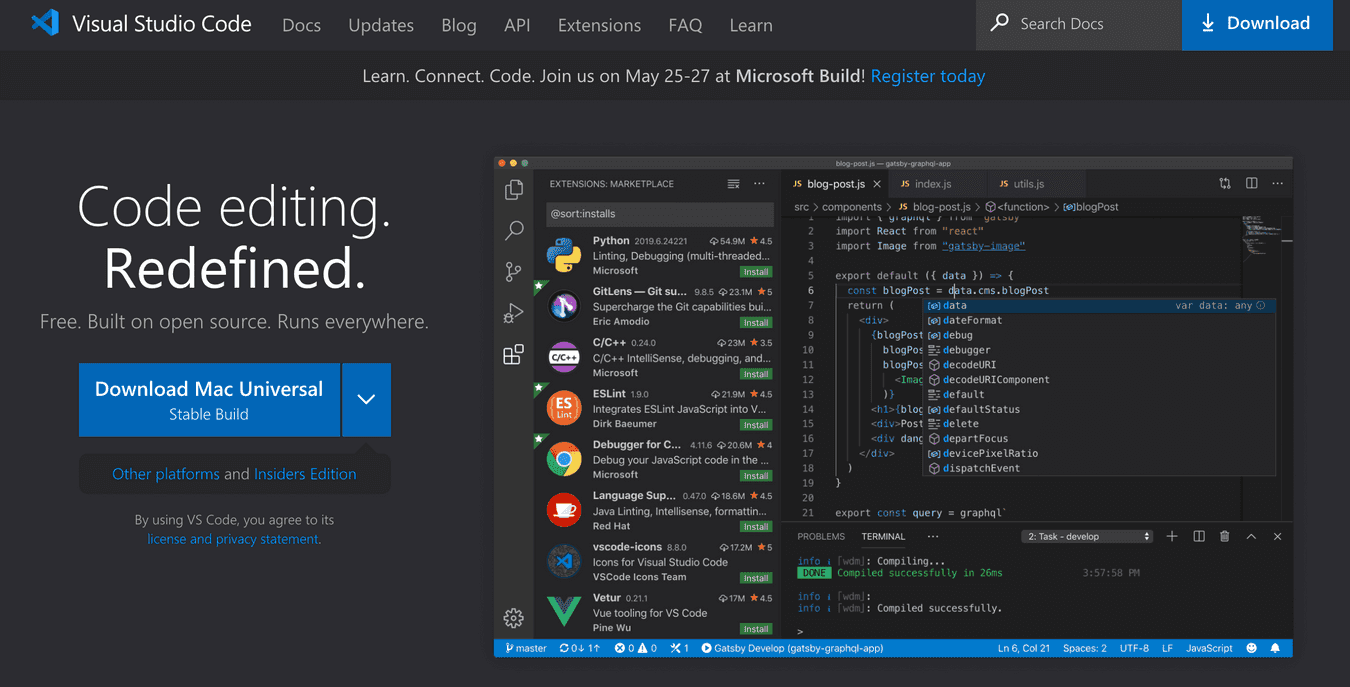 Visual Studio Code Docs Updates Blog API Extensions FAQ Learn Search Docs Download
Learn. Connect. Code. Join us on May 25-27 at Microsoft Build! Register today
Code editing.
Redefined.
Free. Built on open source. Runs everywhere.
Download Mac Universal
Stable Build
Other platforms and Insiders Edition
By using VS Code, you agree to its
license and privacy statement.
blog-post.js — gatsby-graphql-app
EXTENSIONS: MARKETPLACE
@sort:installs
Python 2019.6.24221 54.9M 4.5
Linting, Debugging (multi-threaded...
Microsoft Install
GitLens — Git su... 9.8.5 23.1M 5
Supercharge the Git capabilities bui...
Eric Amodio Install
C/C++ 0.24.0 23M 3.5
C/C++ IntelliSense, debugging, and...
Microsoft Install
ESLint 1.9.0 21.9M 4.5
Integrates ESLint JavaScript into V...
Dirk Baeumer Install
Debugger for C... 4.11.6 20.6M 4
Debug your JavaScript code in the ...
Microsoft Install
Language Sup... 0.47.0 18.6M 4.5
Java Linting, Intellisense, formattin...
Red Hat Install
vscode-icons 8.8.0 17.2M 5
Icons for Visual Studio Code
VSCode Icons Team Install
Vetur 0.21.1 17M 4.5
Vue tooling for VS Code
Pine Wu Install
C/C++
ES
Lint
JS blog-post.js JS index.js JS utils.js
src > components > JS blog-post.js > <function> > blogPost
1 import { graphql } from "gatsby"
2 import React from "react"
3 import Image from "gatsby-image"
4
5 export default ({ data }) => {
6 const blogPost = data.cms.blogPost
7 return (
8 <div>
9 {blogPost
10 blogPos
11 blogPos
12 <Imag
13 )}
14 <h1>{blog
15 <div>Post
16 <div dang
17 </div>
18 )
19 }
20
21 export const query = graphql`
data var data: any
dateFormat
debug
debugger
decodeURI
decodeURIComponent
default
defaultStatus
delete
departFocus
devicePixelRatio
dispatchEvent
PROBLEMS TERMINAL ... 2: Task - develop
info [wdm]: Compiling...
DONE Compiled successfully in 26ms 3:57:58 PM
info [wdm]:
info [wdm]: Compiled successfully.
>
master 0↓ 1↑ 0 0 1 Gatsby Develop (gatsby-graphql-app) Ln 6, Col 21 Spaces: 2 UTF-8 LF JavaScript